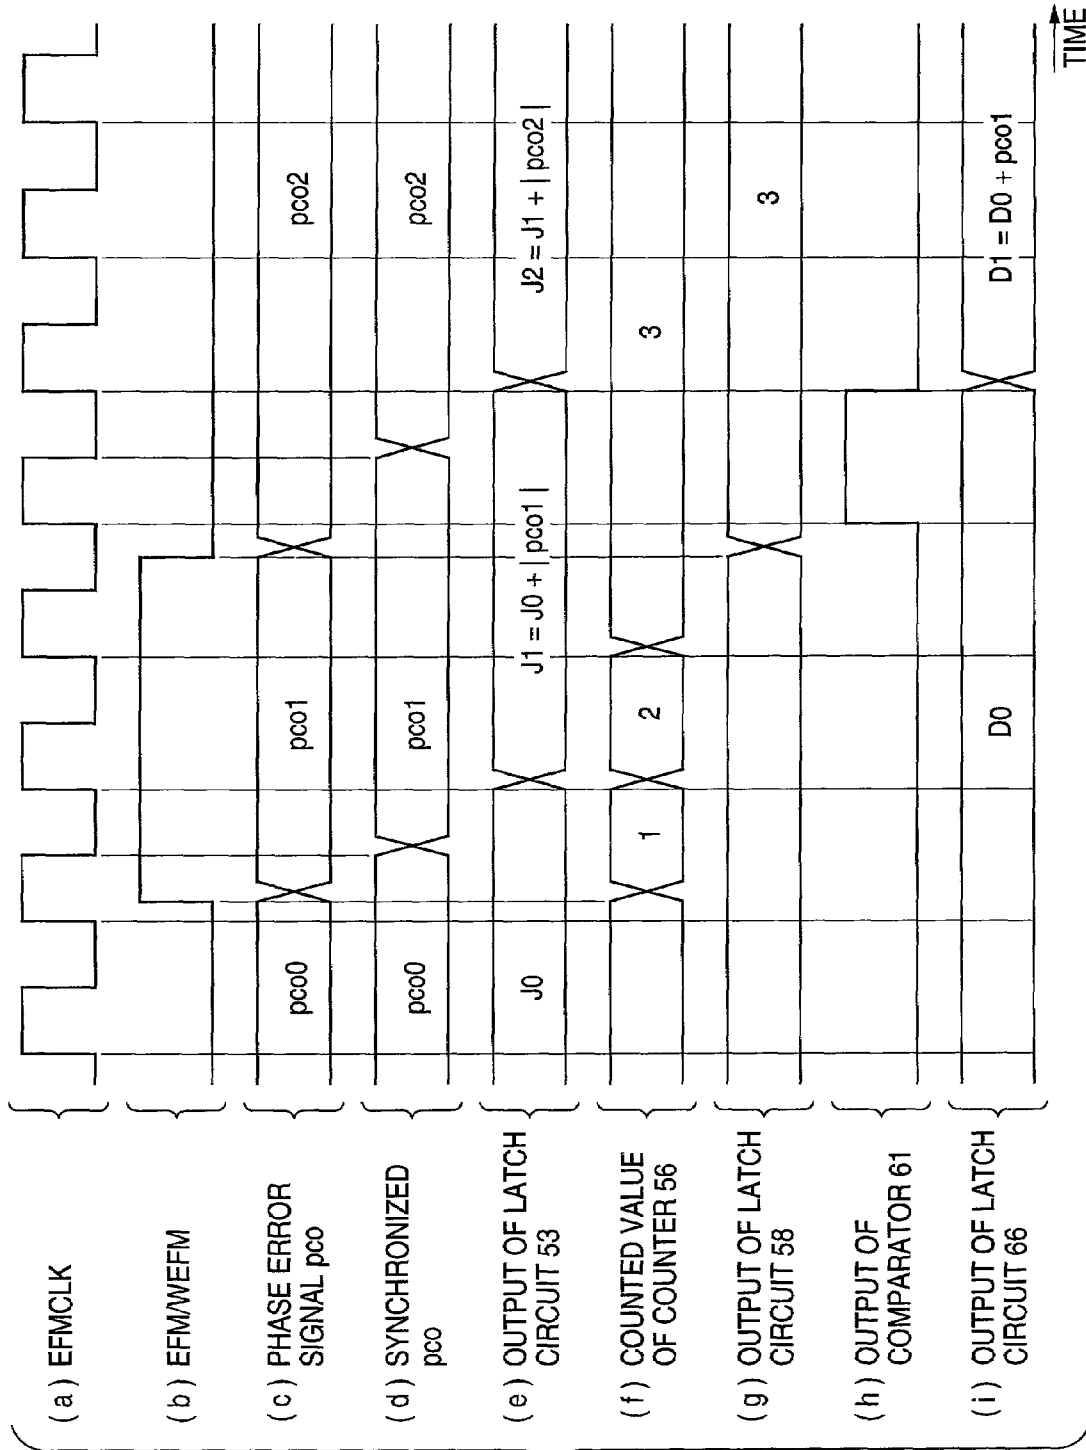 ( a ) EFMCLK
( b ) EFM/WEFM
( c ) PHASE ERROR
SIGNAL pco
pco0
pco1
pco2
( d ) SYNCHRONIZED
pco
pco0
pco1
pco2
( e ) OUTPUT OF LATCH
CIRCUIT 53
J0
J1 = J0 + | pco1 |
J2 = J1 + | pco2 |
( f ) COUNTED VALUE
OF COUNTER 56
1
2
3
( g ) OUTPUT OF LATCH
CIRCUIT 58
3
( h ) OUTPUT OF
COMPARATOR 61
( i ) OUTPUT OF LATCH
CIRCUIT 66
D0
D1 = D0 + pco1
TIME